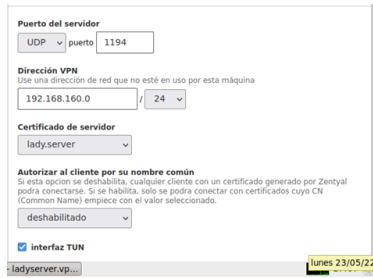 Puerto del servidor
UDP puerto 1194
Dirección VPN
Use una dirección de red que no esté en uso por esta máquina
192.168.160.0 / 24
Certificado de servidor
lady.server
Autorizar al cliente por su nombre común
Si esta opcion se deshabilita, cualquier cliente con un certificado generado por Zentyal
podra conectarse. Si se habilita, solo se podra conectar con certificados cuyo CN
(Common Name) empiece con el valor seleccionado.
deshabilitado
interfaz TUN
- ladyserver.vp...
lunes 23/05/22